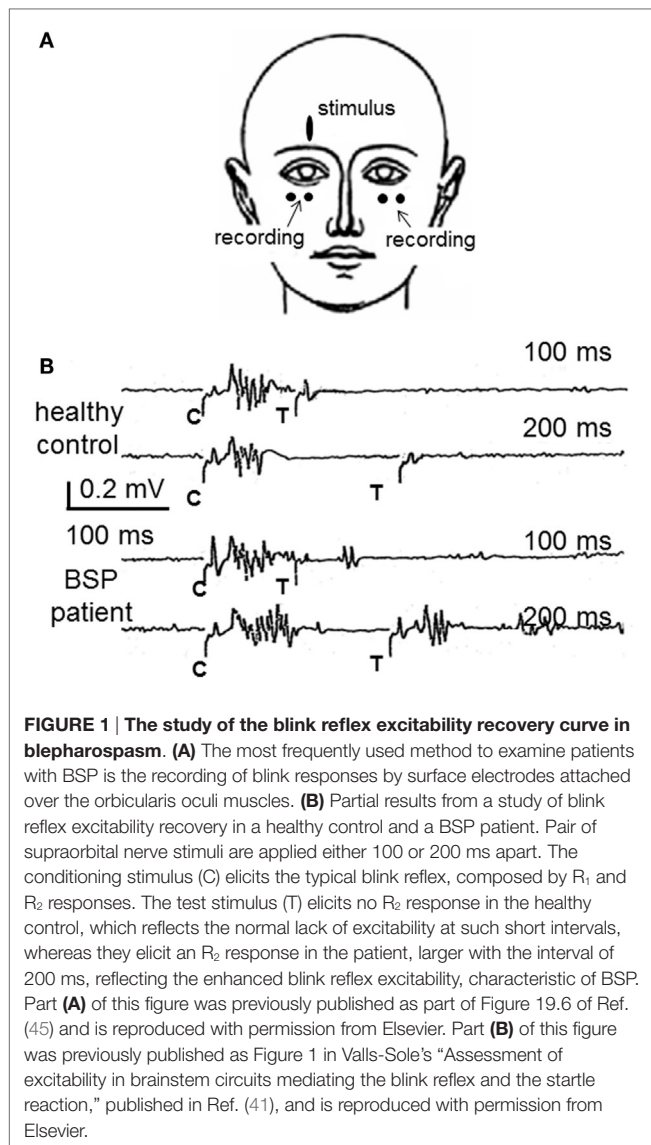 A
stimulus
recording
recording
B
healthy
control
100 ms
C
T
200 ms
C
T
0.2 mV
100 ms
BSP
patient
100 ms
C
T
200 ms
C
T
FIGURE 1 | The study of the blink reflex excitability recovery curve in
blepharospasm. (A) The most frequently used method to examine patients
with BSP is the recording of blink responses by surface electrodes attached
over the orbicularis oculi muscles. (B) Partial results from a study of blink
reflex excitability recovery in a healthy control and a BSP patient. Pair of
supraorbital nerve stimuli are applied either 100 or 200 ms apart. The
conditioning stimulus (C) elicits the typical blink reflex, composed by R₁ and
R₂ responses. The test stimulus (T) elicits no R₂ response in the healthy
control, which reflects the normal lack of excitability at such short intervals,
whereas they elicit an R₂ response in the patient, larger with the interval of
200 ms, reflecting the enhanced blink reflex excitability, characteristic of BSP.
Part (A) of this figure was previously published as part of Figure 19.6 of Ref.
(45) and is reproduced with permission from Elsevier. Part (B) of this figure
was previously published as Figure 1 in Valls-Sole's “Assessment of
excitability in brainstem circuits mediating the blink reflex and the startle
reaction,” published in Ref. (41), and is reproduced with permission from
Elsevier.